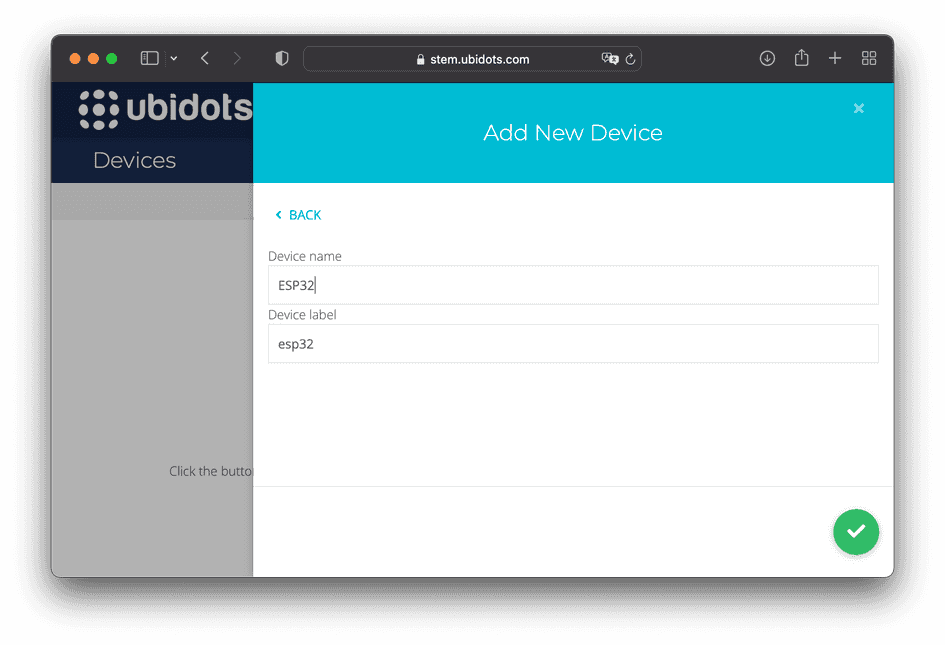 stem.ubidots.com
ubidots
Devices
Add New Device
BACK
Device name
ESP32
Device label
esp32
Click the butto